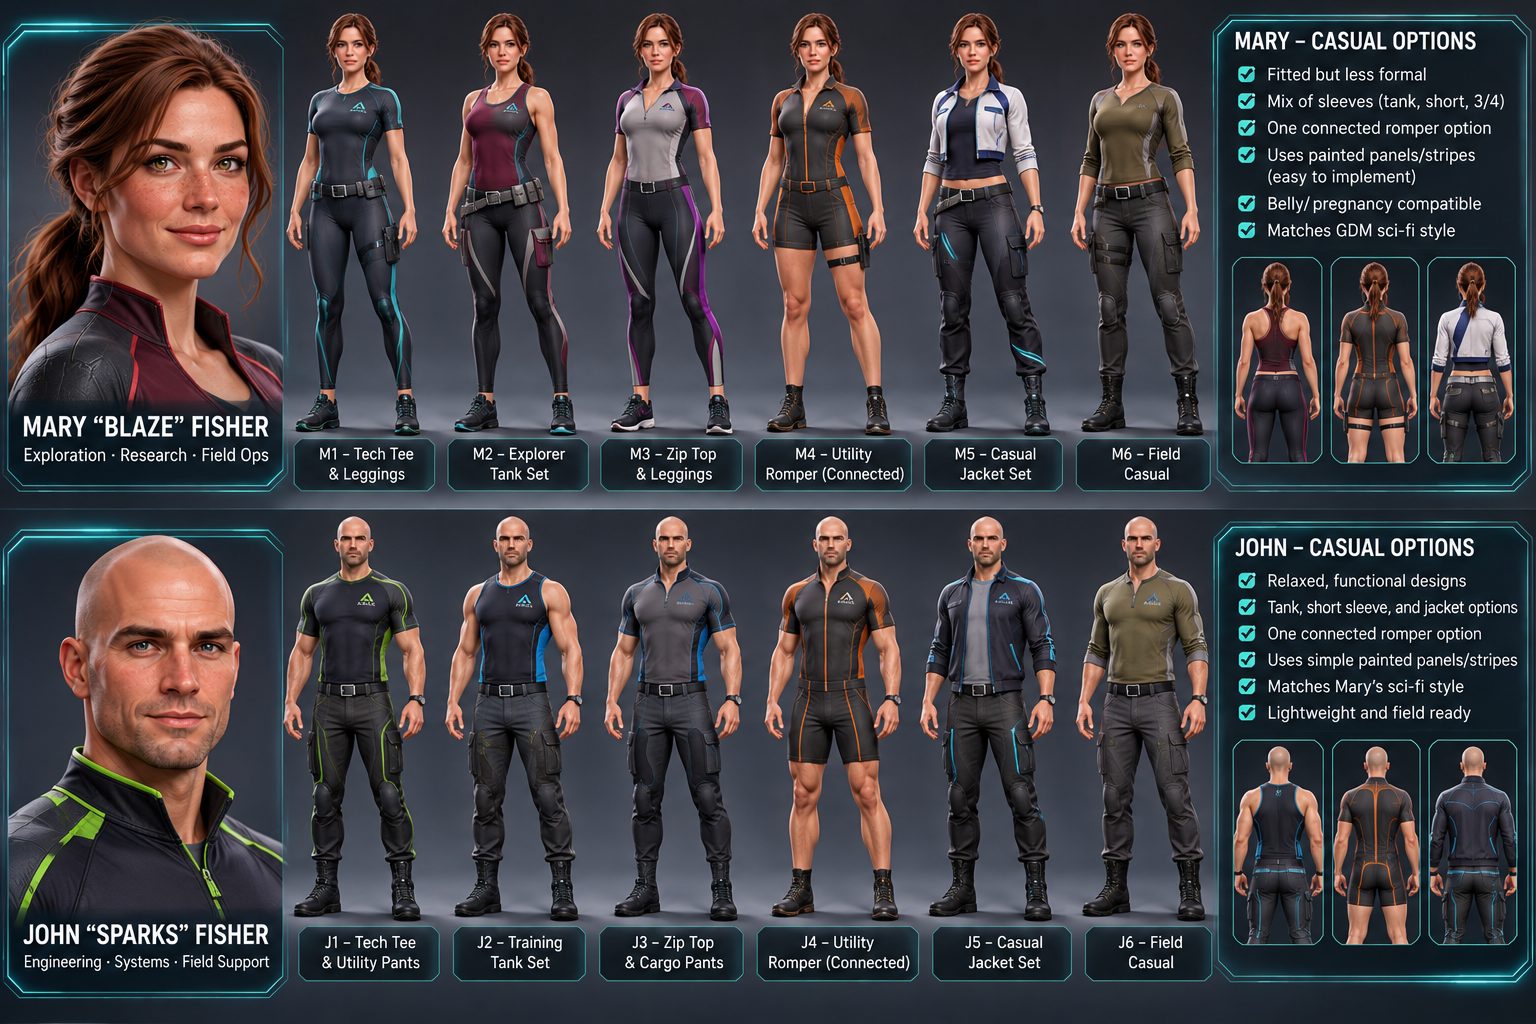 MARY "BLAZE" FISHER
Exploration · Research · Field Ops
M1 – Tech Tee
& Leggings
M2 – Explorer
Tank Set
M3 – Zip Top
& Leggings
M4 – Utility
Romper (Connected)
M5 – Casual
Jacket Set
M6 – Field
Casual
MARY – CASUAL OPTIONS
Fitted but less formal
Mix of sleeves (tank, short, 3/4)
One connected romper option
Uses painted panels/stripes
(easy to implement)
Belly/pregnancy compatible
Matches GDM sci-fi style
JOHN "SPARKS" FISHER
Engineering · Systems · Field Support
J1 – Tech Tee
& Utility Pants
J2 – Training
Tank Set
J3 – Zip Top
& Cargo Pants
J4 – Utility
Romper (Connected)
J5 – Casual
Jacket Set
J6 – Field
Casual
JOHN – CASUAL OPTIONS
Relaxed, functional designs
Tank, short sleeve, and jacket options
One connected romper option
Uses simple painted panels/stripes
Matches Mary's sci-fi style
Lightweight and field ready